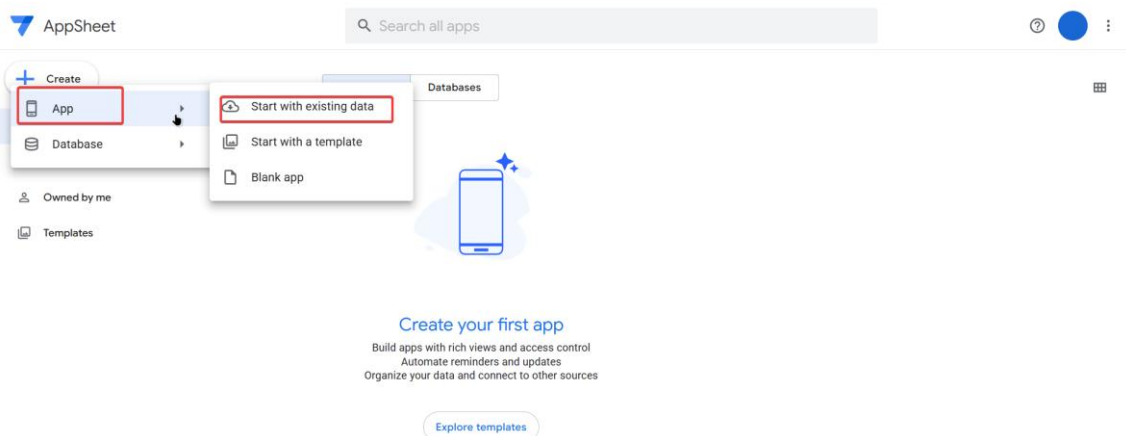 AppSheet
Search all apps
Create
App
Database
Start with existing data
Start with a template
Blank app
Databases
Owned by me
Templates
Create your first app
Build apps with rich views and access control
Automate reminders and updates
Organize your data and connect to other sources
Explore templates